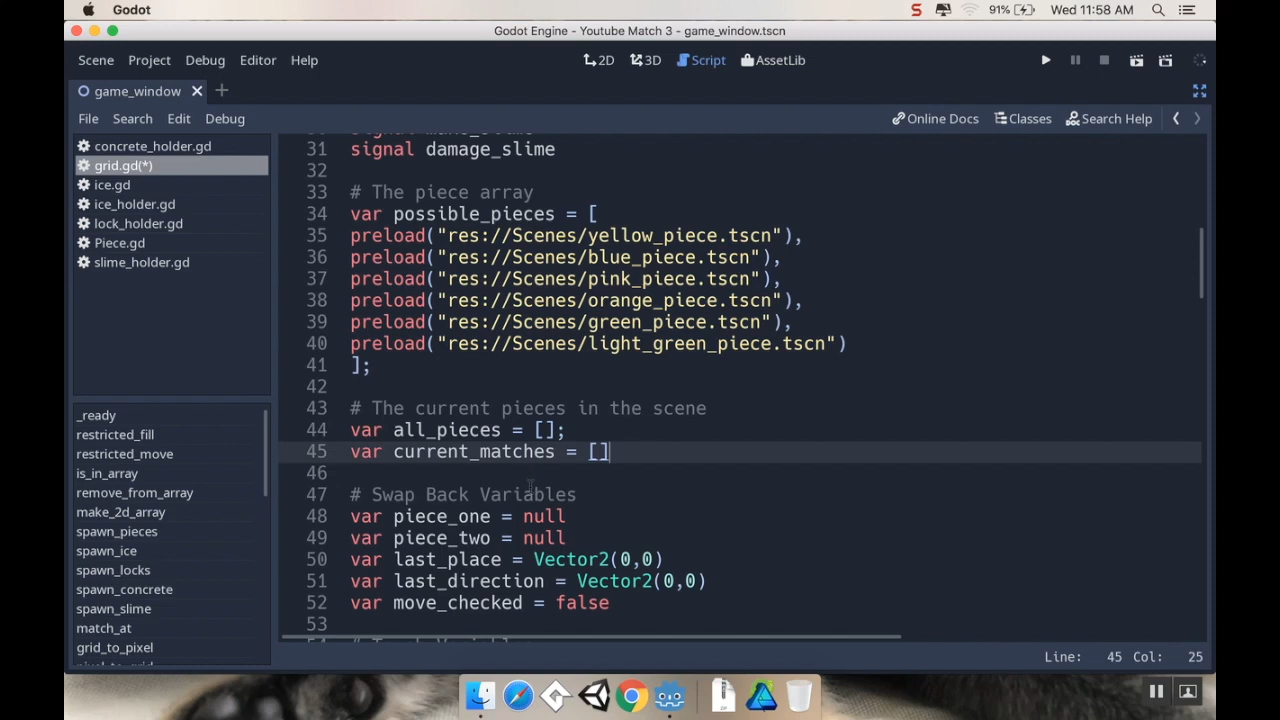 Godot
91%
Wed 11:58 AM
Godot Engine - Youtube Match 3 - game_window.tscn
Scene Project Debug Editor Help
2D 3D Script AssetLib
game_window
File Search Edit Debug
Online Docs Classes Search Help
concrete_holder.gd
grid.gd(*)
ice.gd
ice_holder.gd
lock_holder.gd
Piece.gd
slime_holder.gd
_ready
restricted_fill
restricted_move
is_in_array
remove_from_array
make_2d_array
spawn_pieces
spawn_ice
spawn_locks
spawn_concrete
spawn_slime
match_at
grid_to_pixel
31 signal damage_slime
32
33 # The piece array
34 var possible_pieces = [
35 preload("res://Scenes/yellow_piece.tscn"),
36 preload("res://Scenes/blue_piece.tscn"),
37 preload("res://Scenes/pink_piece.tscn"),
38 preload("res://Scenes/orange_piece.tscn"),
39 preload("res://Scenes/green_piece.tscn"),
40 preload("res://Scenes/light_green_piece.tscn")
41 ];
42
43 # The current pieces in the scene
44 var all_pieces = [];
45 var current_matches = []
46
47 # Swap Back Variables
48 var piece_one = null
49 var piece_two = null
50 var last_place = Vector2(0,0)
51 var last_direction = Vector2(0,0)
52 var move_checked = false
53
Line: 45 Col: 25